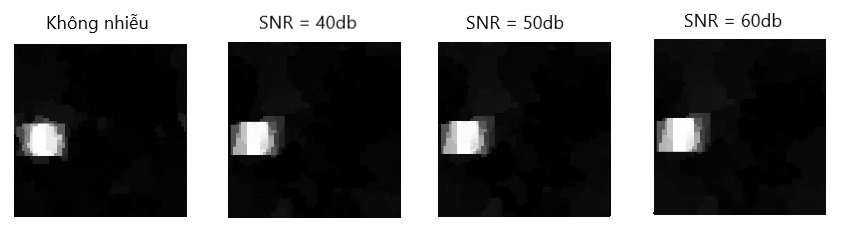 Không nhiễu
SNR = 40db
SNR = 50db
SNR = 60db